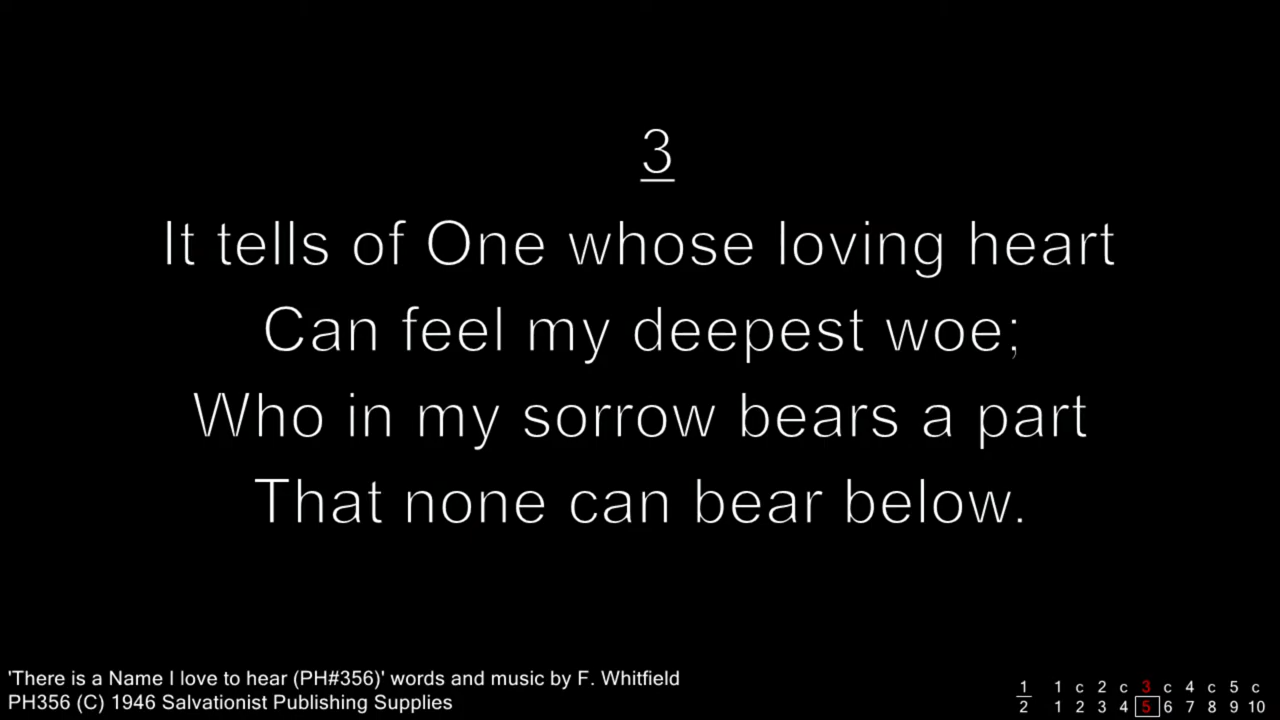 3
It tells of One whose loving heart
Can feel my deepest woe;
Who in my sorrow bears a part
That none can bear below.
'There is a Name I love to hear (PH#356)' words and music by F. Whitfield
PH356 (C) 1946 Salvationist Publishing Supplies
1 1 c 2 c 3 c 4 c 5 c
2 1 2 3 4 5 6 7 8 9 10